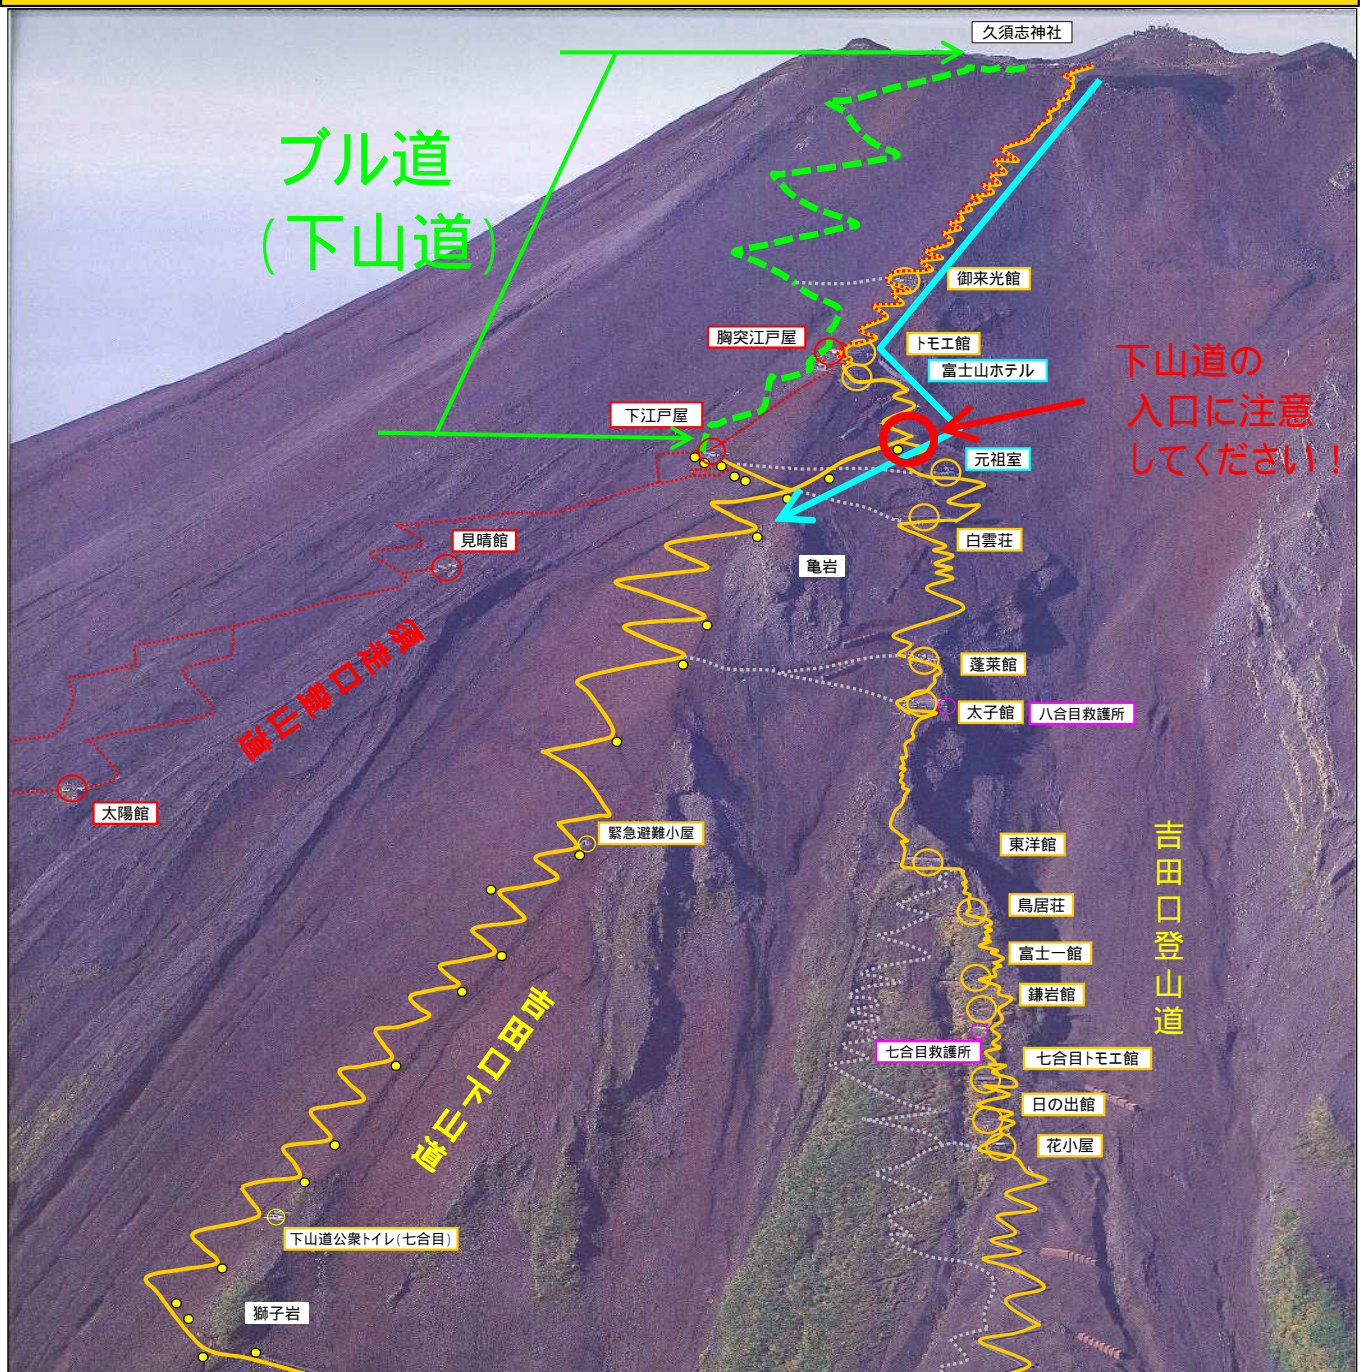 久須志神社
ブル道
(下山道)
御来光館
胸突江戸屋
トモエ館
富士山ホテル
下山道の
入口に注意
してください！
下江戸屋
元祖室
見晴館
白雲荘
亀岩
須走口登山道
蓬莱館
太子館
八合目救護所
太陽館
緊急避難小屋
東洋館
吉田口登山道
鳥居荘
富士一館
鎌岩館
吉田口下山道
七合目救護所
七合目トモエ館
日の出館
花小屋
下山道公衆トイレ(七合目)
獅子岩